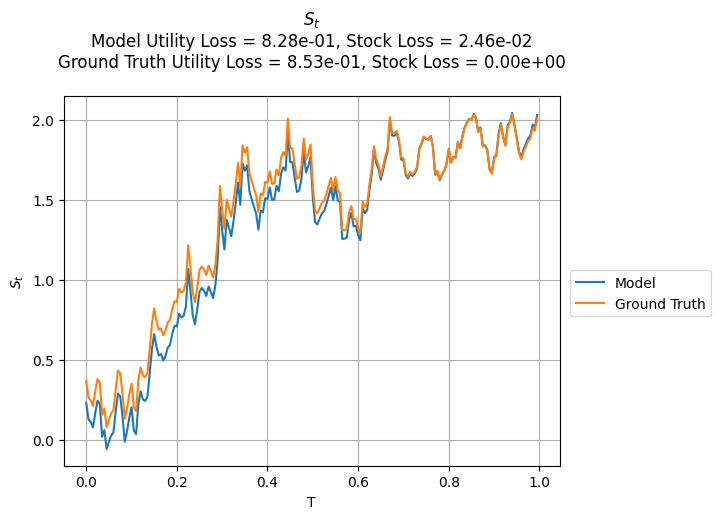 S_t
Model Utility Loss = 8.28e-01, Stock Loss = 2.46e-02
Ground Truth Utility Loss = 8.53e-01, Stock Loss = 0.00e+00
2.0
1.5
1.0
0.5
0.0
S_t
0.0 0.2 0.4 0.6 0.8 1.0
T
Model
Ground Truth